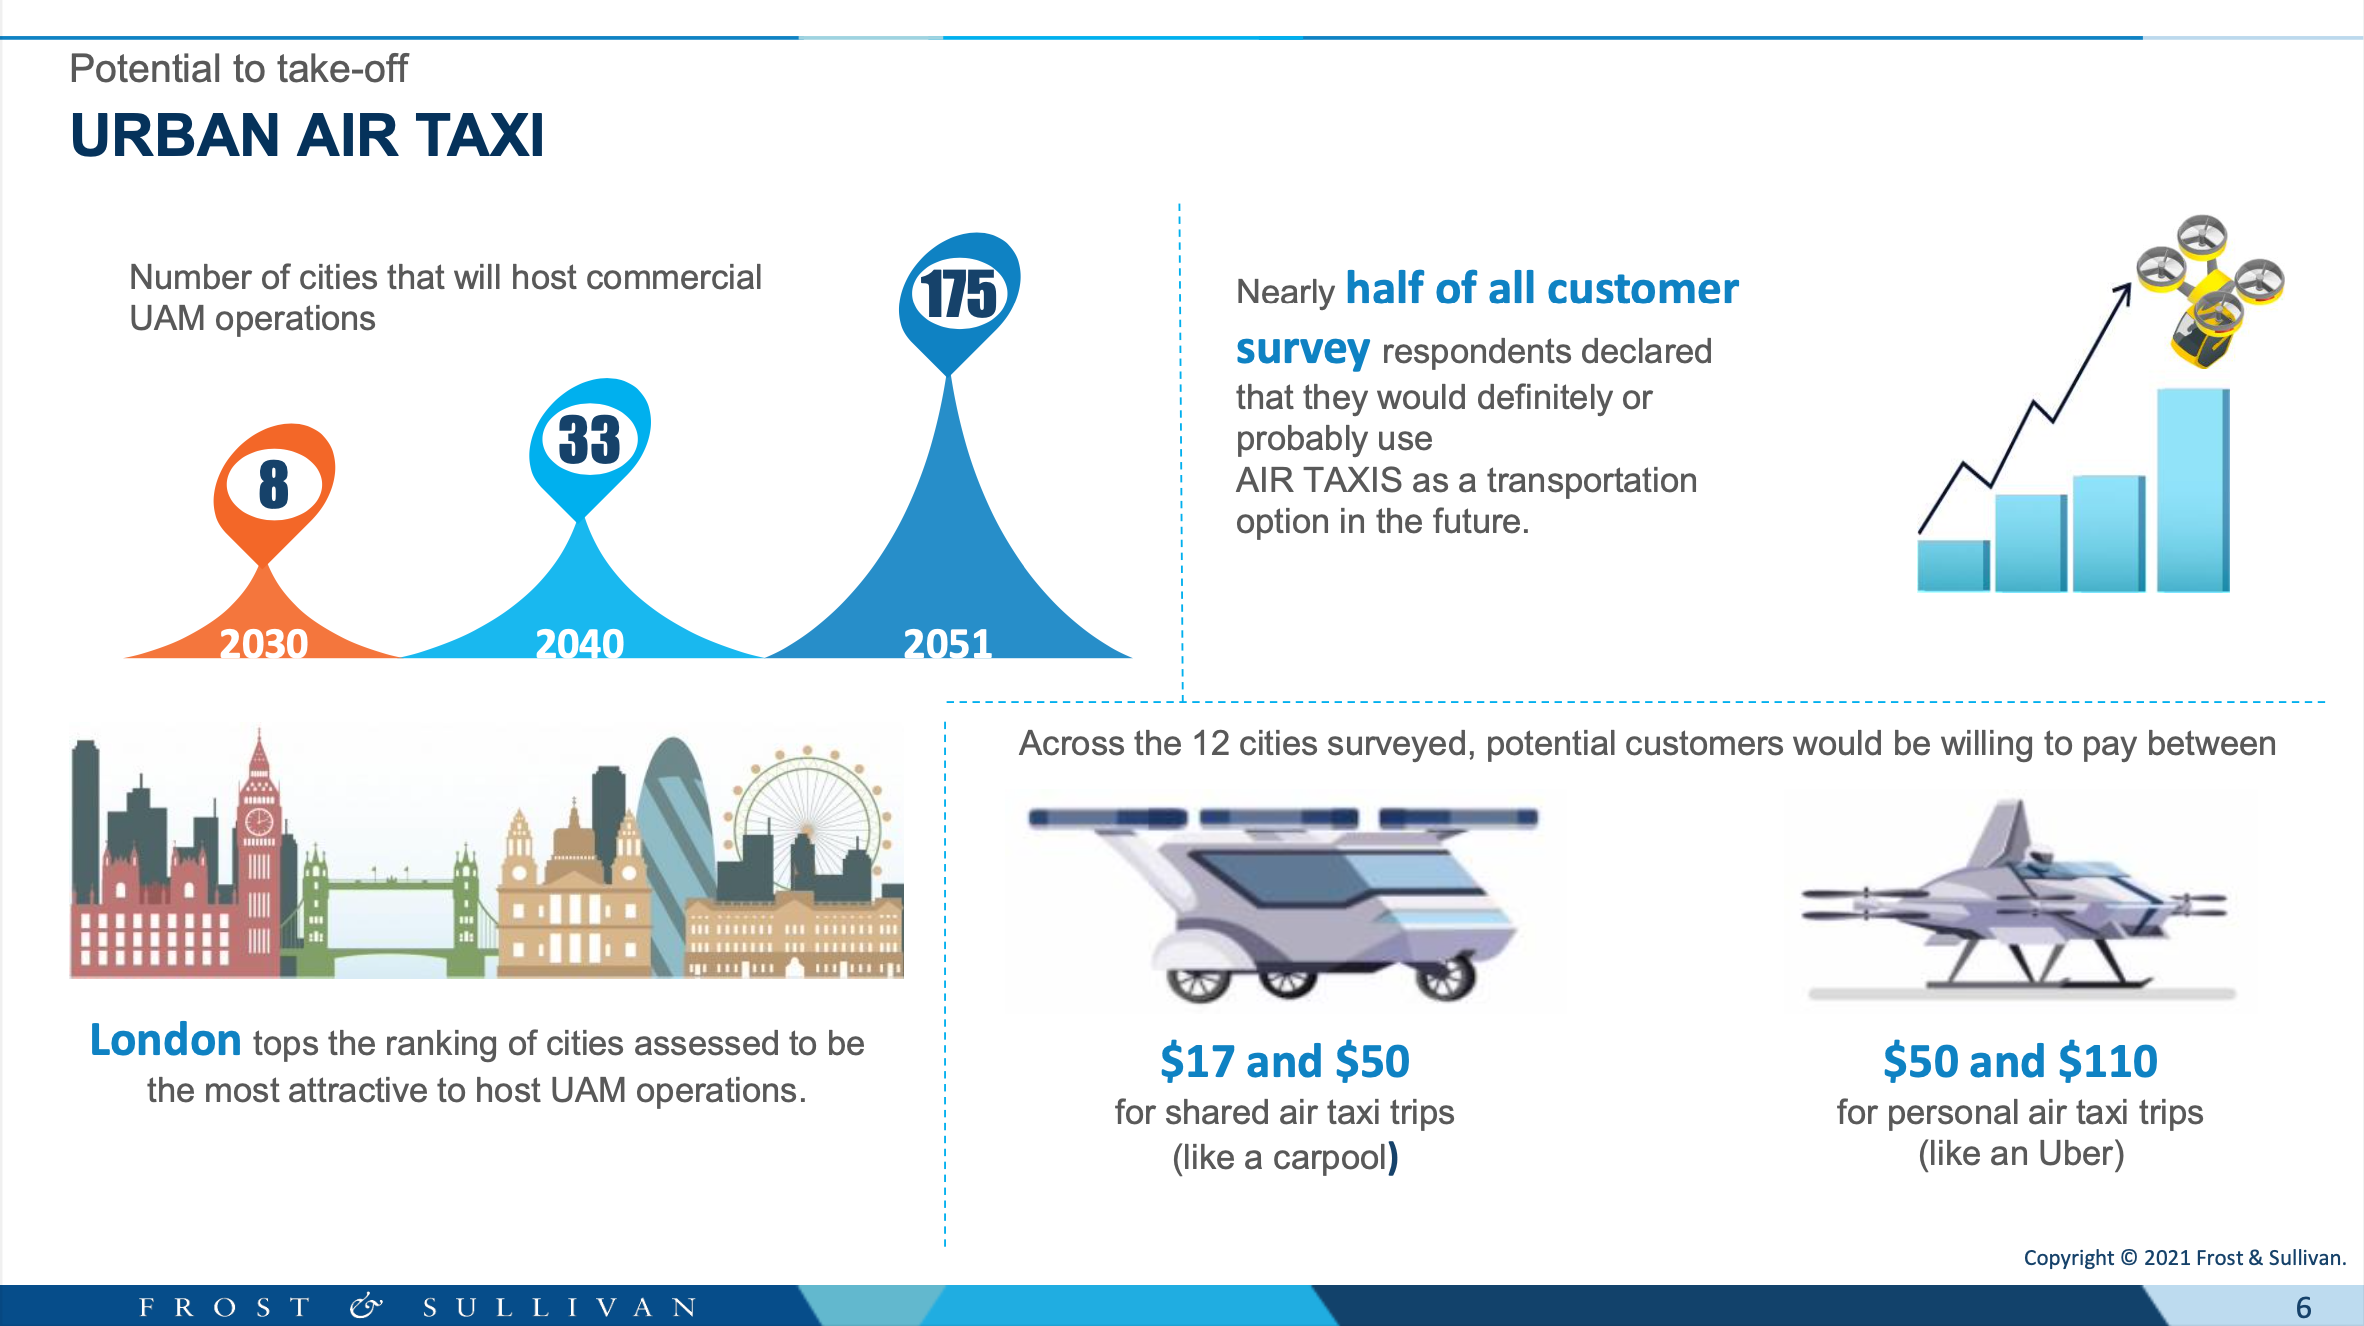 Potential to take-off
URBAN AIR TAXI
Number of cities that will host commercial
UAM operations
8
33
175
2030
2040
2051
Nearly half of all customer
survey respondents declared
that they would definitely or
probably use
AIR TAXIS as a transportation
option in the future.
London tops the ranking of cities assessed to be
the most attractive to host UAM operations.
Across the 12 cities surveyed, potential customers would be willing to pay between
$17 and $50
for shared air taxi trips
(like a carpool)
$50 and $110
for personal air taxi trips
(like an Uber)
Copyright © 2021 Frost & Sullivan.
FROST & SULLIVAN
6